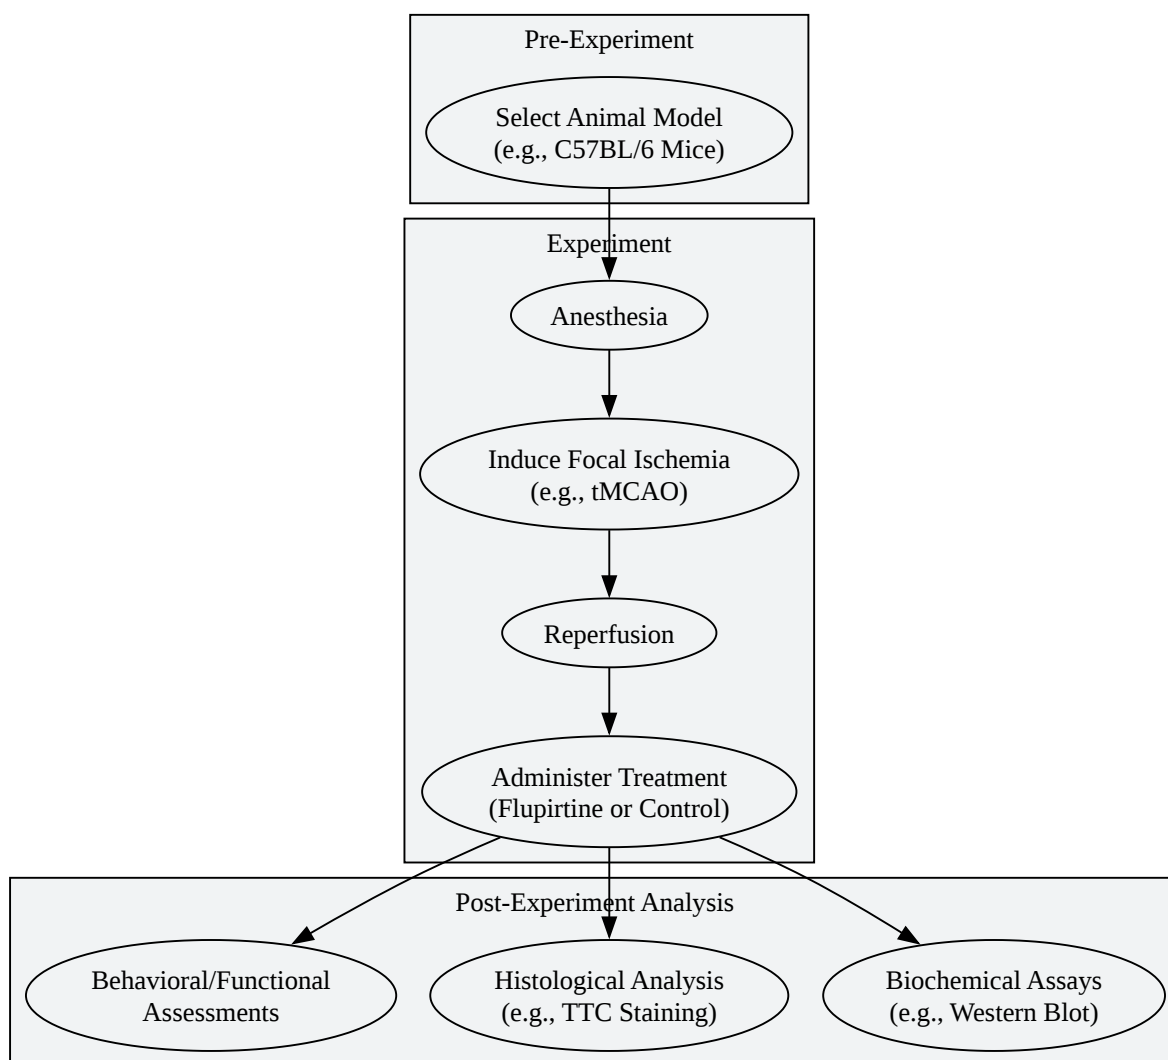 Pre-Experiment
Select Animal Model
(e.g., C57BL/6 Mice)
Experiment
Anesthesia
Induce Focal Ischemia
(e.g., tMCAO)
Reperfusion
Administer Treatment
(Flupirtine or Control)
Post-Experiment Analysis
Behavioral/Functional
Assessments
Histological Analysis
(e.g., TTC Staining)
Biochemical Assays
(e.g., Western Blot)